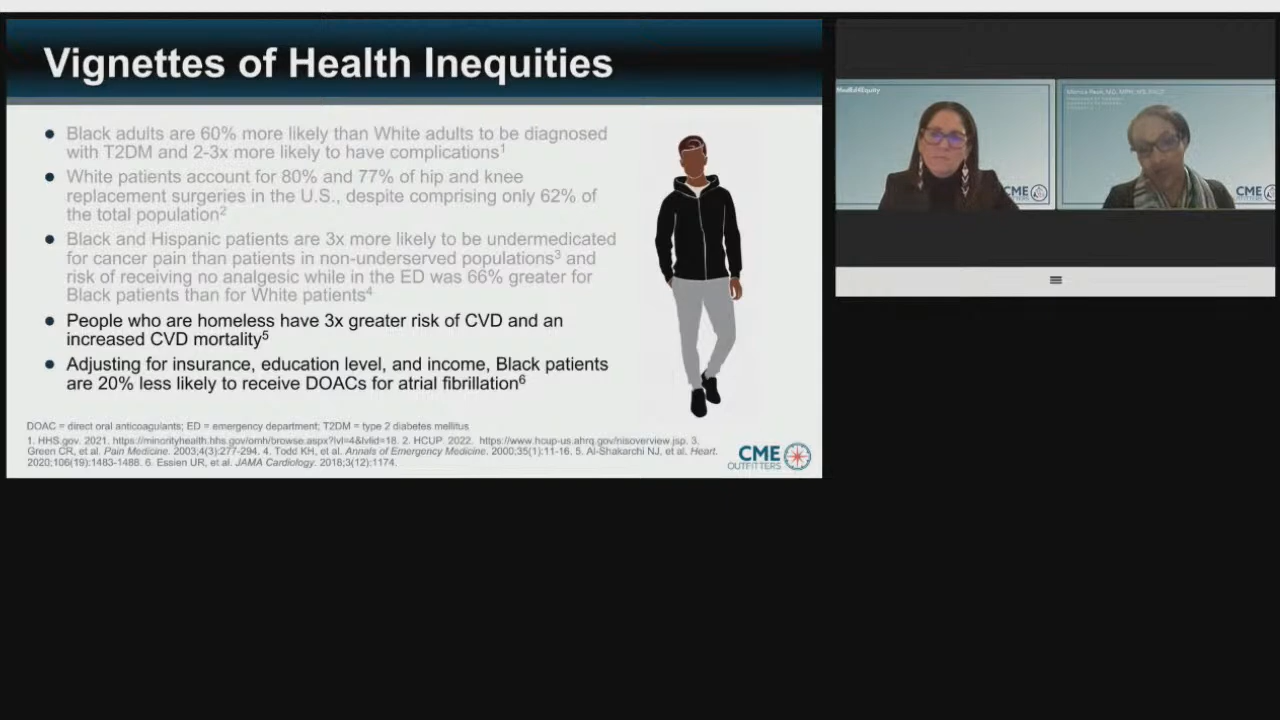 Vignettes of Health Inequities
● Black adults are 60% more likely than White adults to be diagnosed
with T2DM and 2-3x more likely to have complications1
● White patients account for 80% and 77% of hip and knee
replacement surgeries in the U.S., despite comprising only 62% of
the total population2
● Black and Hispanic patients are 3x more likely to be undermedicated
for cancer pain than patients in non-underserved populations3 and
risk of receiving no analgesic while in the ED was 66% greater for
Black patients than for White patients4
● People who are homeless have 3x greater risk of CVD and an
increased CVD mortality5
● Adjusting for insurance, education level, and income, Black patients
are 20% less likely to receive DOACs for atrial fibrillation6
DOAC = direct oral anticoagulants; ED = emergency department; T2DM = type 2 diabetes mellitus
1. HHS.gov. 2021. https://minorityhealth.hhs.gov/omh/browse.aspx?lvl=4&lvlid=18. 2. HCUP. 2022. https://www.hcup-us.ahrq.gov/nisoverview.jsp. 3.
Green CR, et al. Pain Medicine. 2003;4(3):277-294. 4. Todd KH, et al. Annals of Emergency Medicine. 2000;35(1):11-16. 5. Al-Shakarchi NJ, et al. Heart.
2020;106(19):1483-1488. 6. Essien UR, et al. JAMA Cardiology. 2018;3(12):1174.
CME
OUTFITTERS
MedEd4Equity
CME
CME